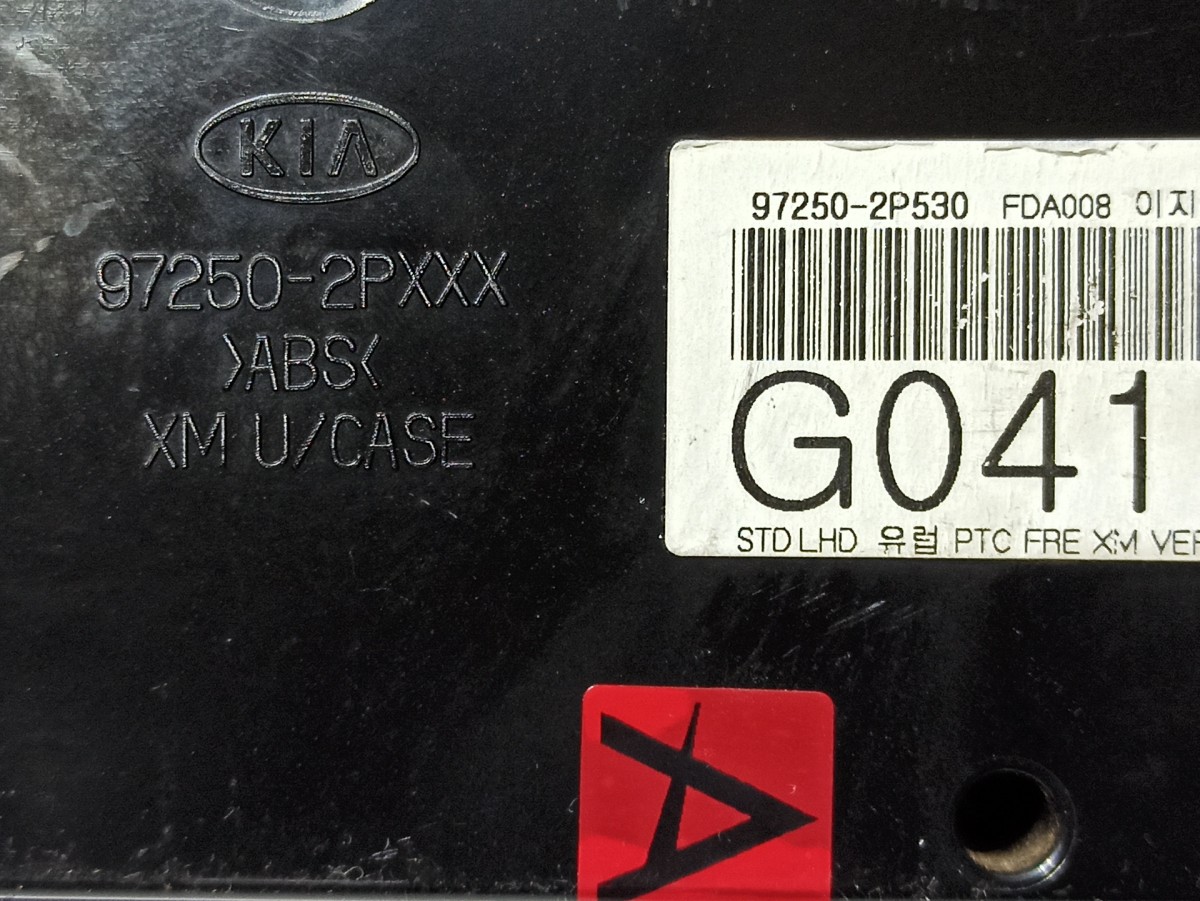 KIA
97250-2PXXX
>ABS<
XM U/CASE
97250-2P530 FDA008 이지
G041
STD LHD 유럽 PTC FRE XM VER
A